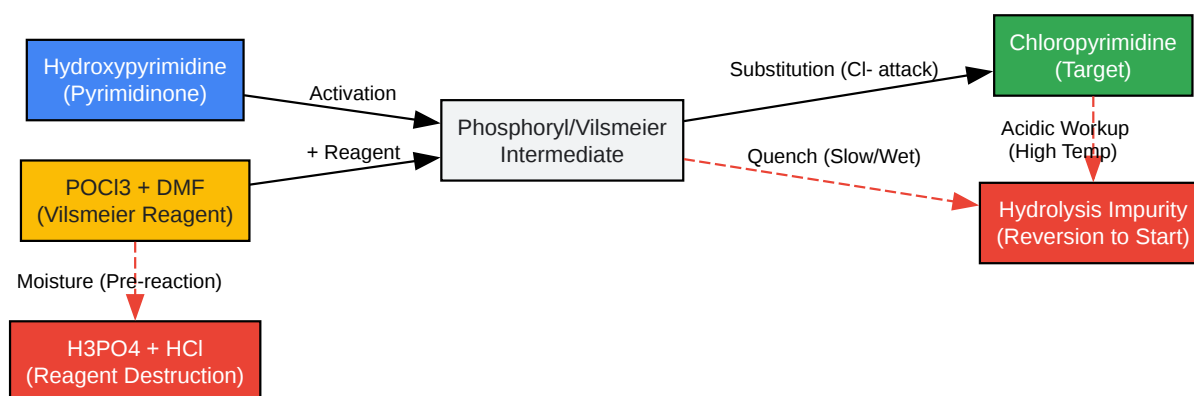 Hydroxypyrimidine
(Pyrimidinone)
Activation
POCl3 + DMF
(Vilsmeier Reagent)
+ Reagent
Moisture (Pre-reaction)
H3PO4 + HCl
(Reagent Destruction)
Phosphoryl/Vilsmeier
Intermediate
Substitution (Cl- attack)
Quench (Slow/Wet)
Chloropyrimidine
(Target)
Acidic Workup
(High Temp)
Hydrolysis Impurity
(Reversion to Start)